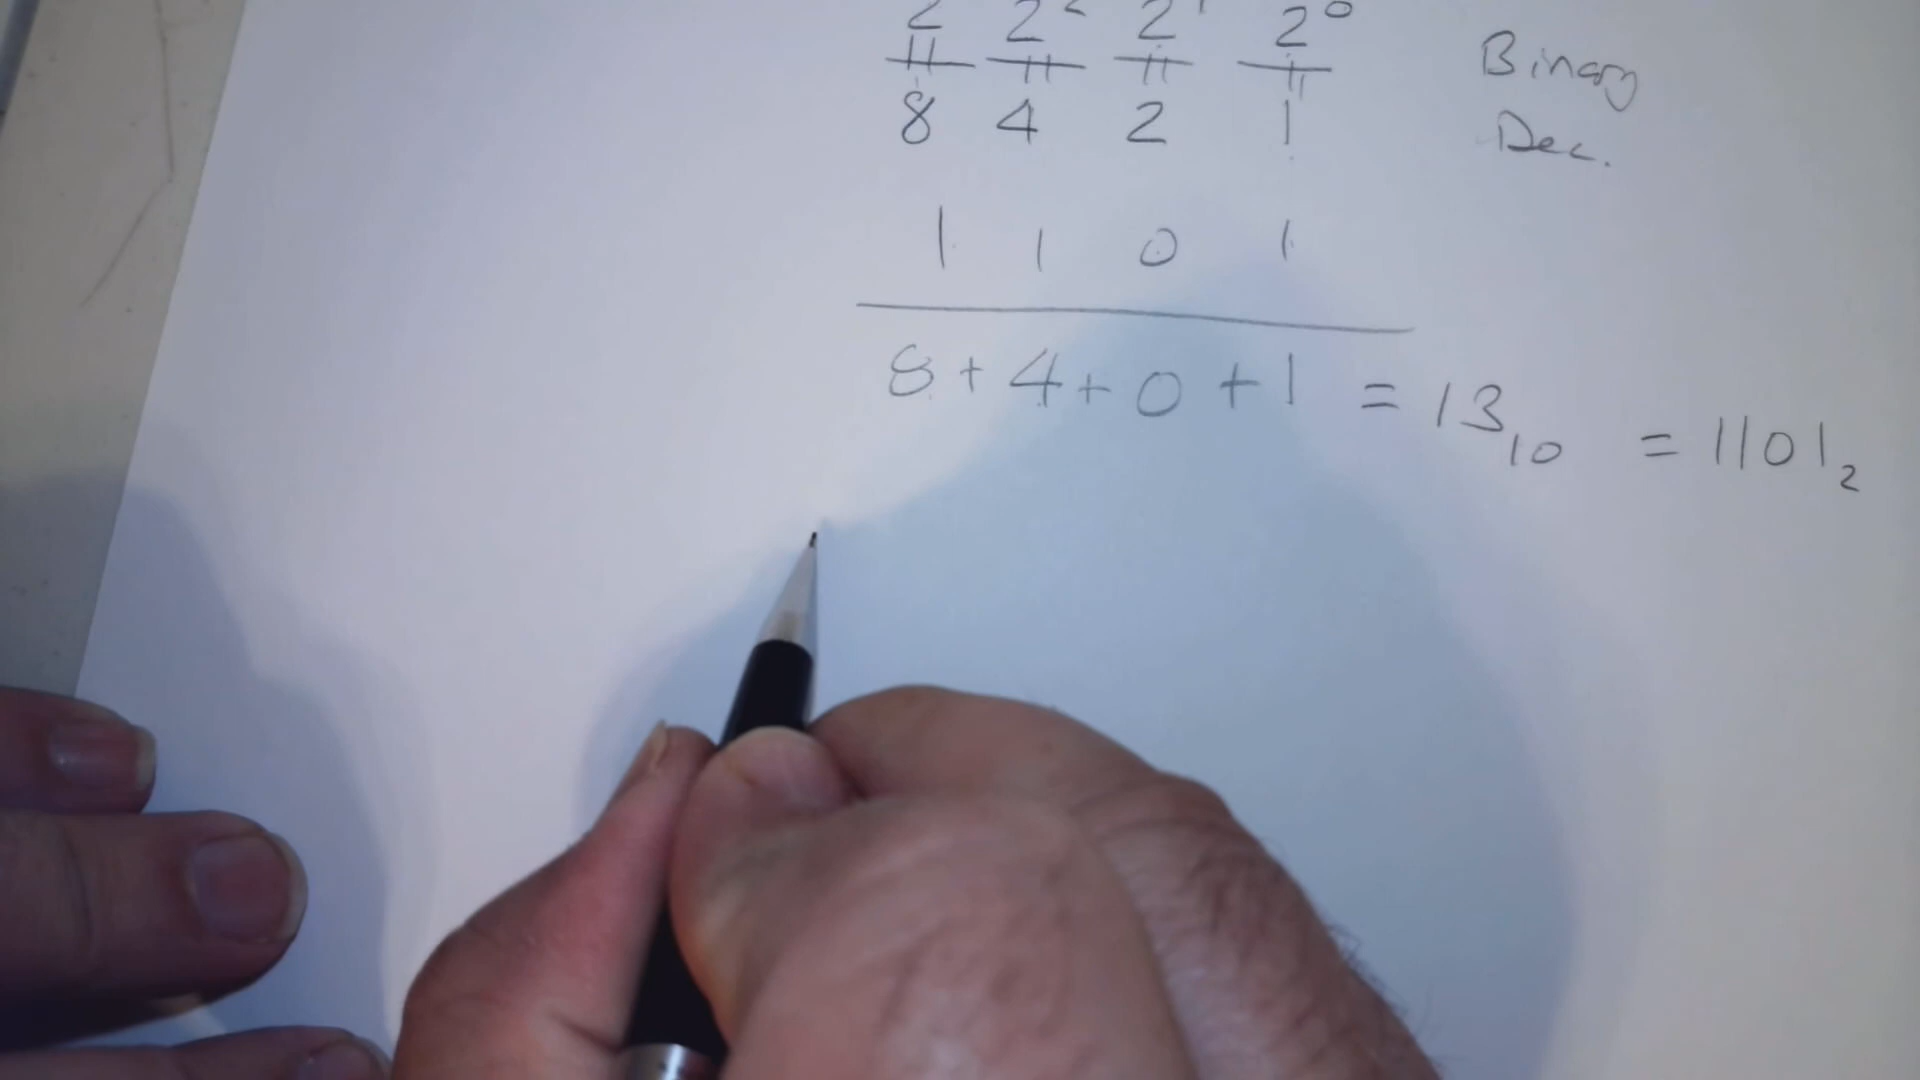 2 2² 2¹ 2⁰ Binary
8 4 2 1 Dec.
1 1 0 1
8 + 4 + 0 + 1 = 13₁₀ = 1101₂